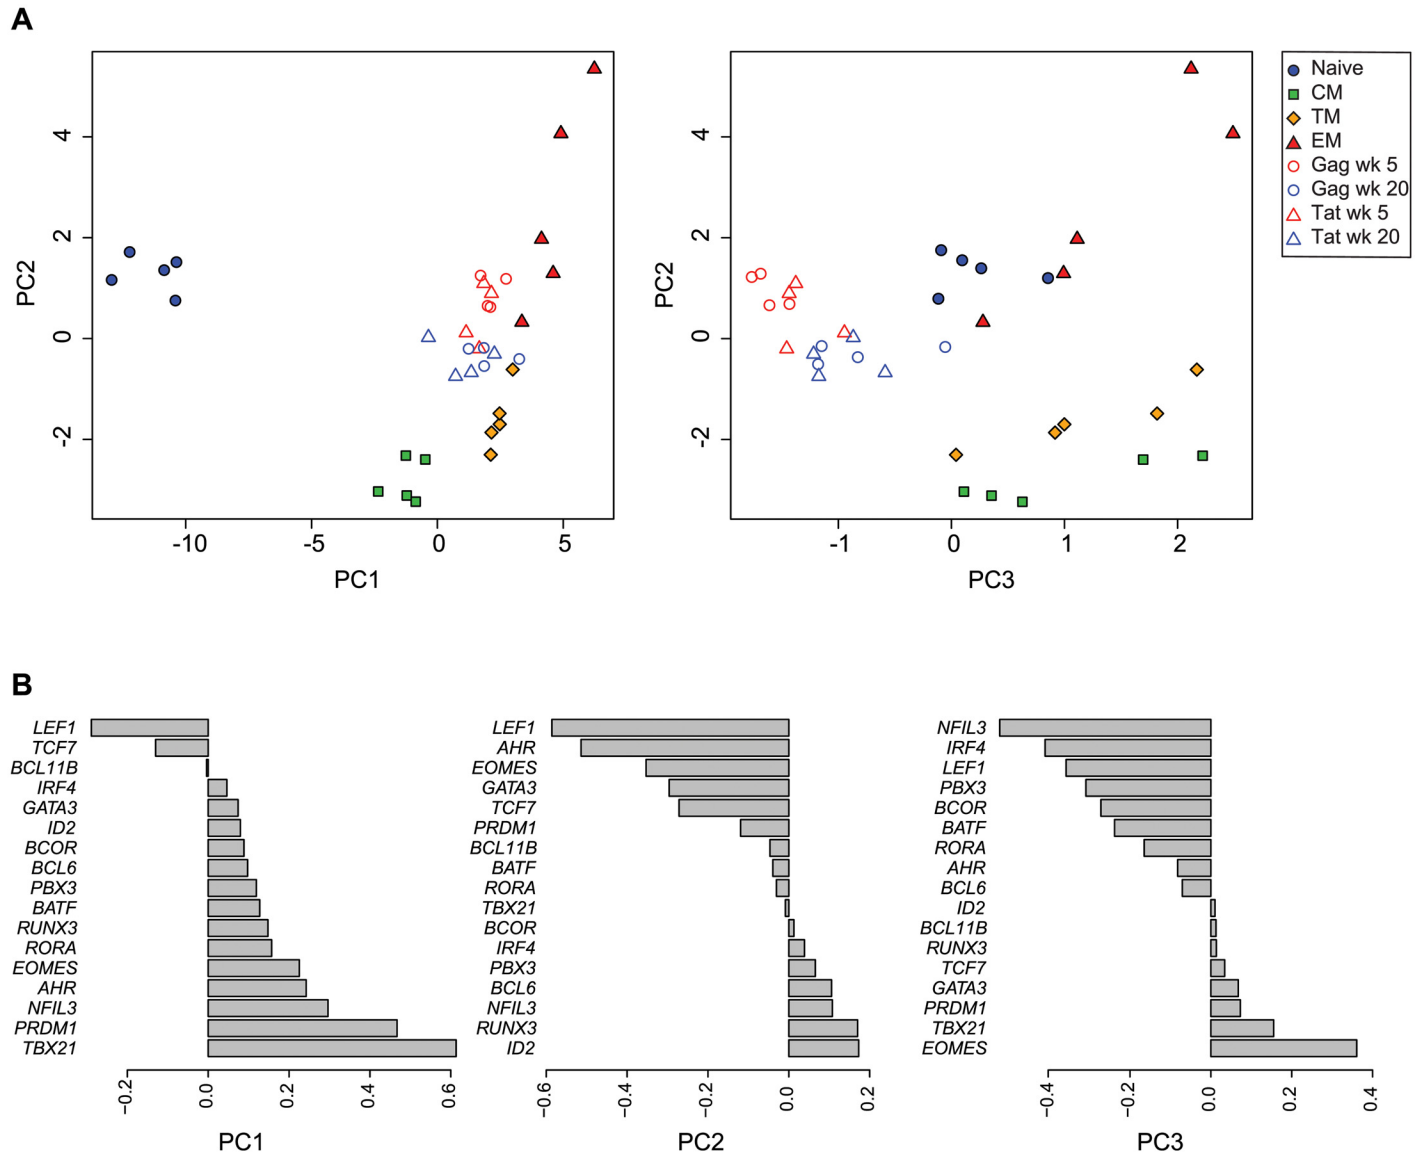 A
4
2
0
-2
PC2
-10
-5
0
5
PC1
4
2
0
-2
PC2
-1
0
1
2
PC3
Naive
CM
TM
EM
Gag wk 5
Gag wk 20
Tat wk 5
Tat wk 20
B
LEF1
TCF7
BCL11B
IRF4
GATA3
ID2
BCOR
BCL6
PBX3
BATF
RUNX3
RORA
EOMES
AHR
NFIL3
PRDM1
TBX21
−0.2
0.0
0.2
0.4
0.6
PC1
LEF1
AHR
EOMES
GATA3
TCF7
PRDM1
BCL11B
BATF
RORA
TBX21
BCOR
IRF4
PBX3
BCL6
NFIL3
RUNX3
ID2
−0.6
−0.4
−0.2
0.0
0.2
PC2
NFIL3
IRF4
LEF1
PBX3
BCOR
BATF
RORA
AHR
BCL6
ID2
BCL11B
RUNX3
TCF7
GATA3
PRDM1
TBX21
EOMES
−0.4
−0.2
0.0
0.2
0.4
PC3